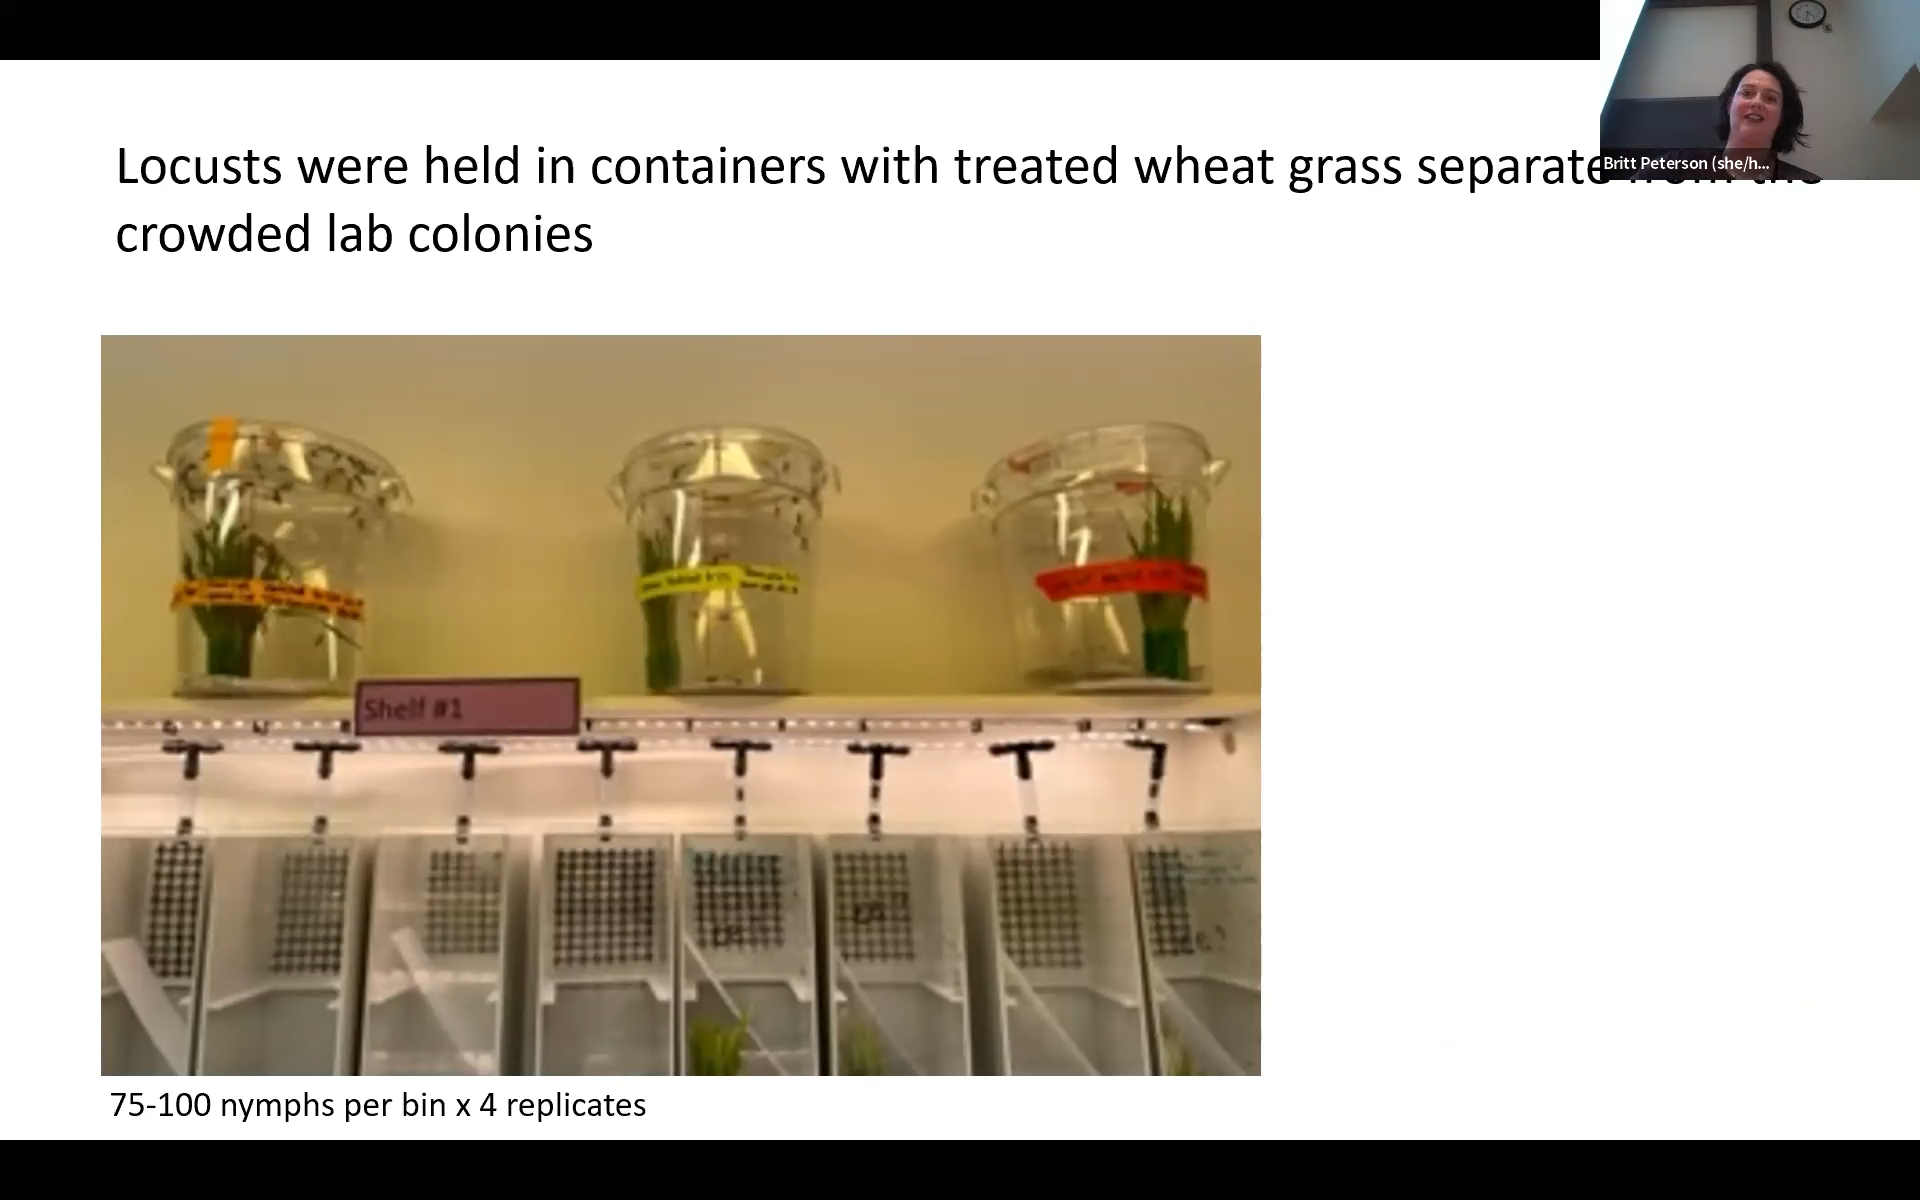 Locusts were held in containers with treated wheat grass separate from the
crowded lab colonies
Britt Peterson (she/h...
Shelf #1
75-100 nymphs per bin x 4 replicates